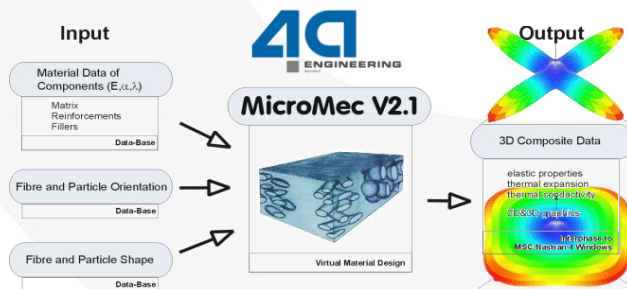 Input
Material Data of
Components (E,α,λ)
Matrix
Reinforcements
Fillers
Data-Base
Fibre and Particle Orientation
Data-Base
Fibre and Particle Shape
Data-Base
4a
ENGINEERING
MicroMec V2.1
Virtual Material Design
Output
3D Composite Data
elastic properties
thermal expansion
thermal conductivity
2D&3D graphics
Interphase to
MSC Nastran 4 Windows